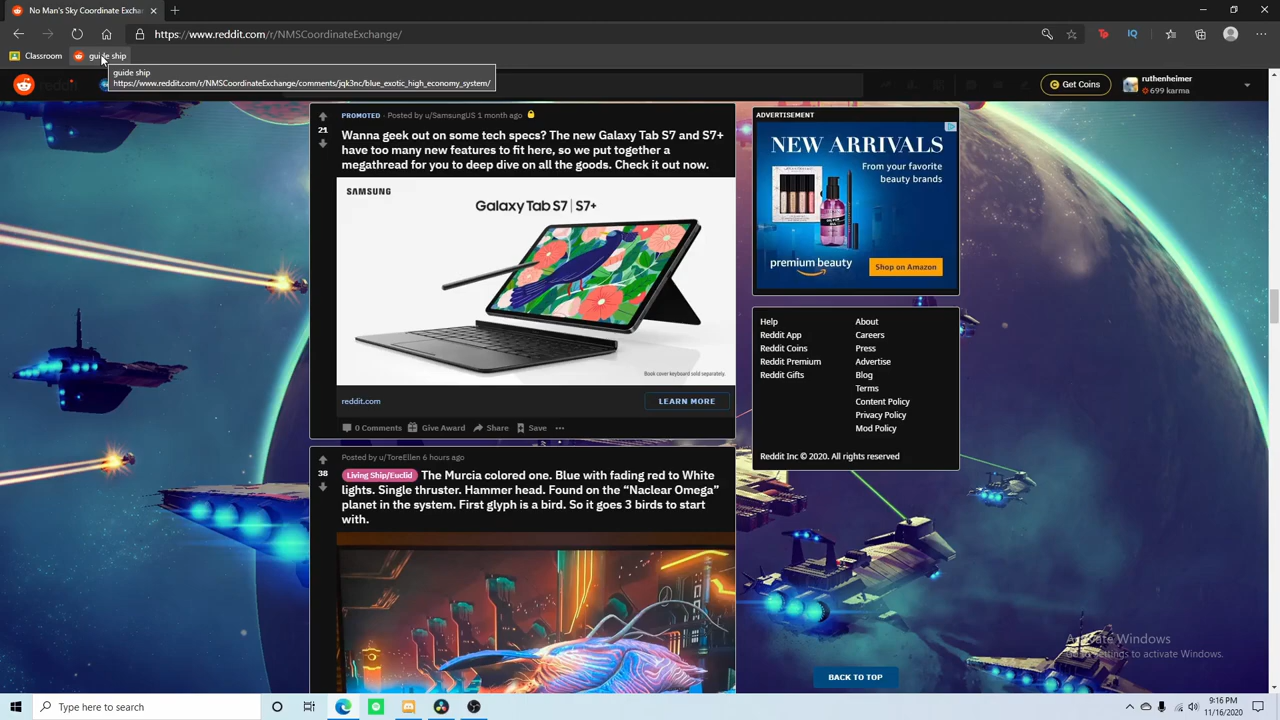 No Man's Sky Coordinate Exchan
https://www.reddit.com/r/NMSCoordinateExchange/
Classroom
guide ship
guide ship
https://www.reddit.com/r/NMSCoordinateExchange/comments/jqk3nc/blue_exotic_high_economy_system/
reddit
Get Coins
ruthenheimer
699 karma
PROMOTED · Posted by u/SamsungUS 1 month ago
21
Wanna geek out on some tech specs? The new Galaxy Tab S7 and S7+
have too many new features to fit here, so we put together a
megathread for you to deep dive on all the goods. Check it out now.
SAMSUNG
Galaxy Tab S7 | S7+
Book cover keyboard sold separately.
reddit.com
LEARN MORE
0 Comments Give Award Share Save ···
Posted by u/ToreEllen 6 hours ago
38
Living Ship/Euclid The Murcia colored one. Blue with fading red to White
lights. Single thruster. Hammer head. Found on the “Naclear Omega”
planet in the system. First glyph is a bird. So it goes 3 birds to start
with.
ADVERTISEMENT
NEW ARRIVALS
From your favorite
beauty brands
premium beauty
Shop on Amazon
Help
About
Reddit App
Careers
Reddit Coins
Press
Reddit Premium
Advertise
Reddit Gifts
Blog
Terms
Content Policy
Privacy Policy
Mod Policy
Reddit Inc © 2020. All rights reserved
Activate Windows
Go to Settings to activate Windows.
BACK TO TOP
Type here to search
9:16 PM
11/16/2020